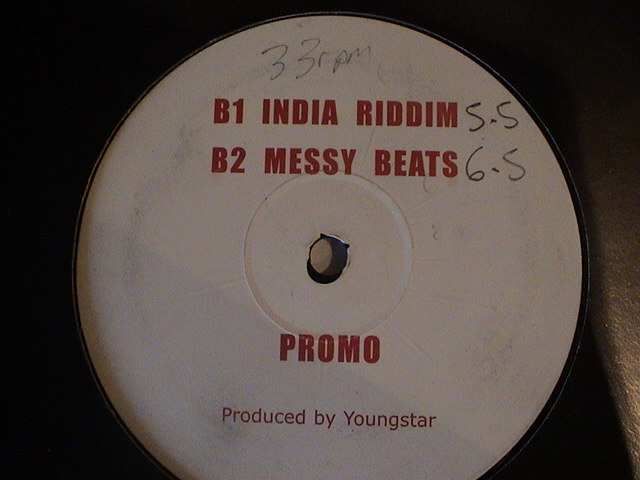 33rpm
B1 INDIA RIDDIM 5.5
B2 MESSY BEATS 6.5
PROMO
Produced by Youngstar